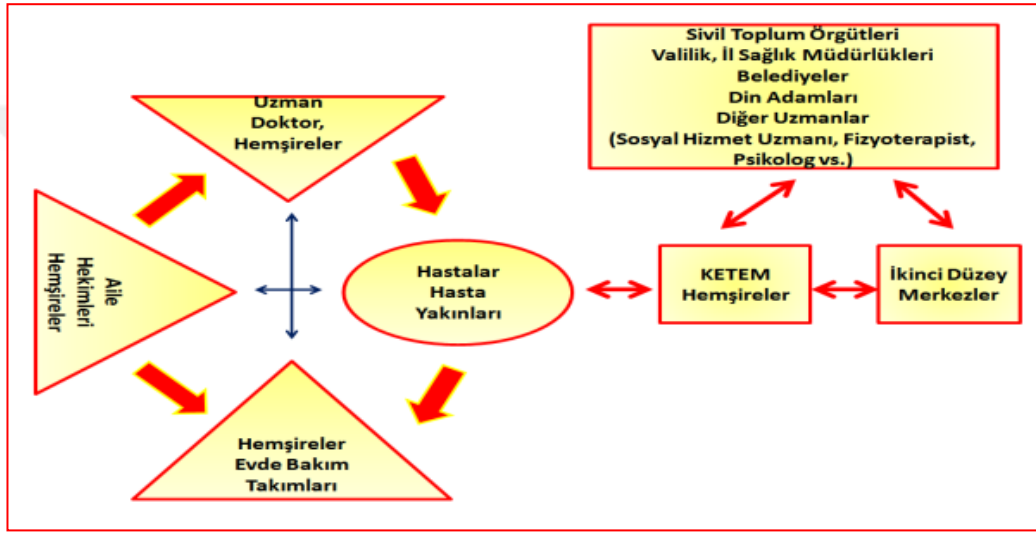 Uzman
Doktor,
Hemşireler
Aile
Hekimleri
Hemşireler
Hastalar
Hasta
Yakınları
Hemşireler
Evde Bakım
Takımları
Sivil Toplum Örgütleri
Valilik, İl Sağlık Müdürlükleri
Belediyeler
Din Adamları
Diğer Uzmanlar
(Sosyal Hizmet Uzmanı, Fizyoterapist,
Psikolog vs.)
KETEM
Hemşireler
İkinci Düzey
Merkezler